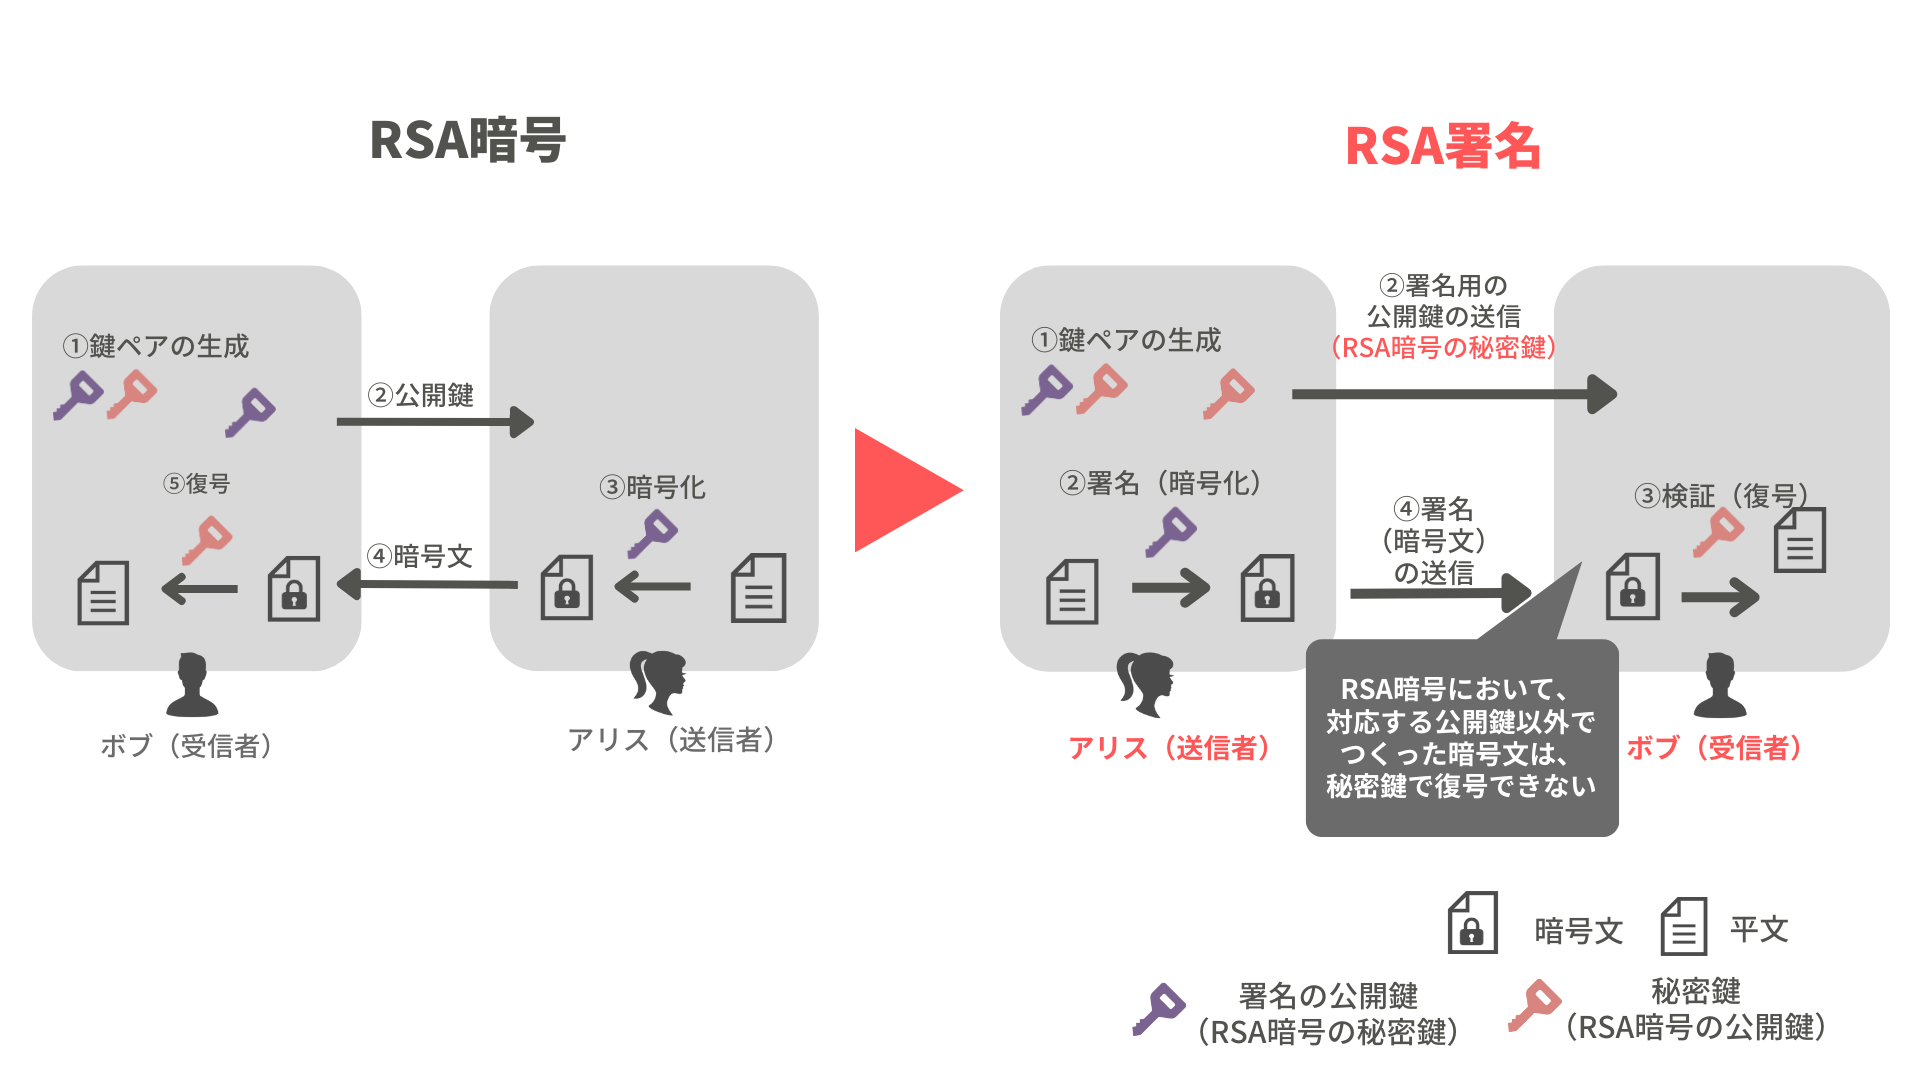 RSA暗号
①鍵ペアの生成
②公開鍵
⑤復号
③暗号化
④暗号文
ボブ（受信者）
アリス（送信者）
RSA署名
①鍵ペアの生成
②署名用の
公開鍵の送信
（RSA暗号の秘密鍵）
②署名（暗号化）
④署名
（暗号文）
の送信
③検証（復号）
アリス（送信者）
RSA暗号において、
対応する公開鍵以外で
つくった暗号文は、
秘密鍵で復号できない
ボブ（受信者）
暗号文
平文
署名の公開鍵
（RSA暗号の秘密鍵）
秘密鍵
（RSA暗号の公開鍵）